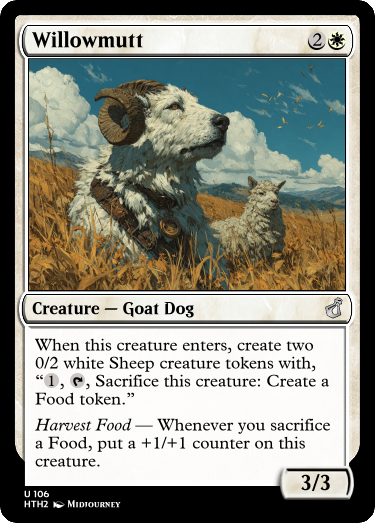 Willowmutt 2
Creature — Goat Dog
When this creature enters, create two
0/2 white Sheep creature tokens with,
“1, , Sacrifice this creature: Create a
Food token.”
Harvest Food — Whenever you sacrifice
a Food, put a +1/+1 counter on this
creature.
3/3
U 106
HTH2 Midjourney